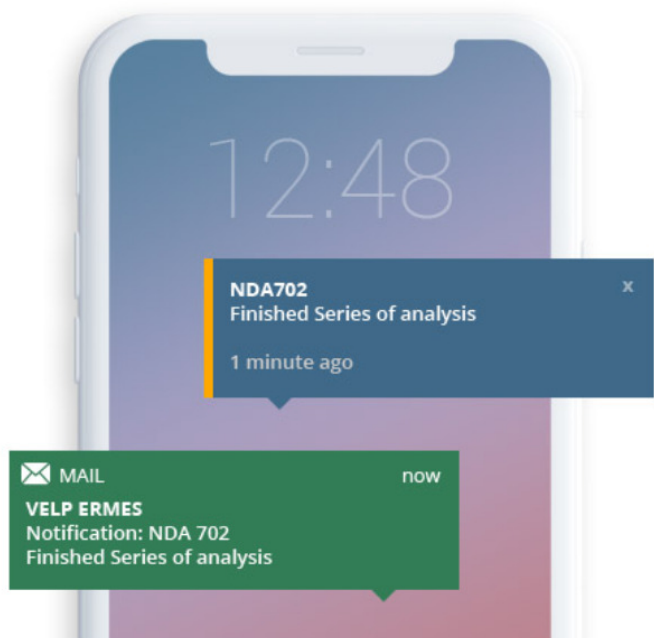 12:48
NDA702 x
Finished Series of analysis
1 minute ago
MAIL now
VELP ERMES
Notification: NDA 702
Finished Series of analysis